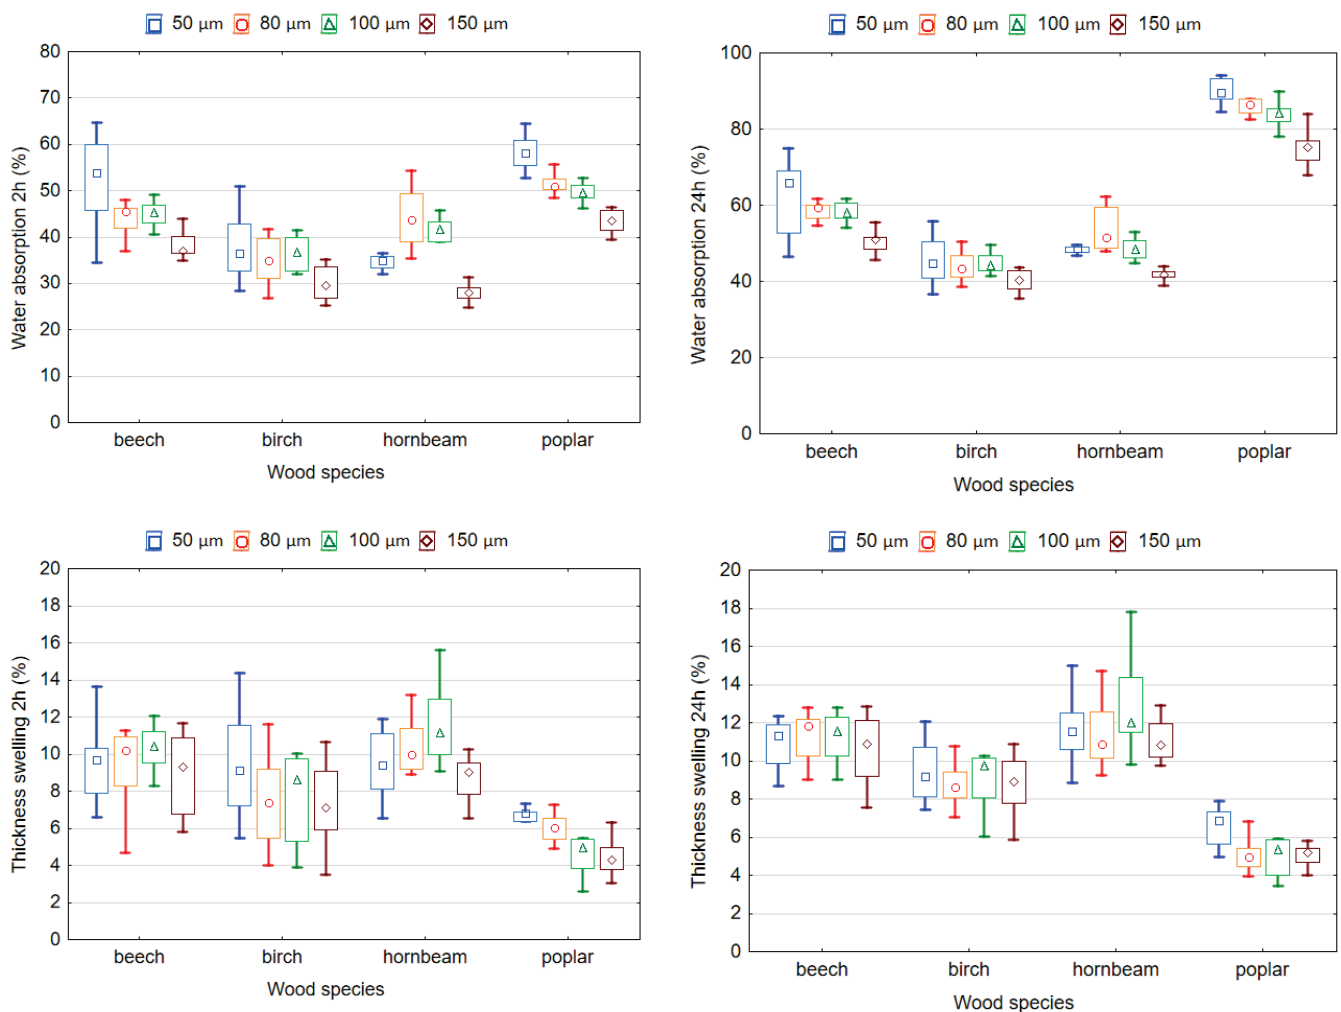 50 μm 80 μm 100 μm 150 μm
Water absorption 2h (%)
80
70
60
50
40
30
20
10
0
beech birch hornbeam poplar
Wood species
50 μm 80 μm 100 μm 150 μm
Water absorption 24h (%)
100
80
60
40
20
0
beech birch hornbeam poplar
Wood species
50 μm 80 μm 100 μm 150 μm
Thickness swelling 2h (%)
20
18
16
14
12
10
8
6
4
2
0
beech birch hornbeam poplar
Wood species
50 μm 80 μm 100 μm 150 μm
Thickness swelling 24h (%)
20
18
16
14
12
10
8
6
4
2
0
beech birch hornbeam poplar
Wood species